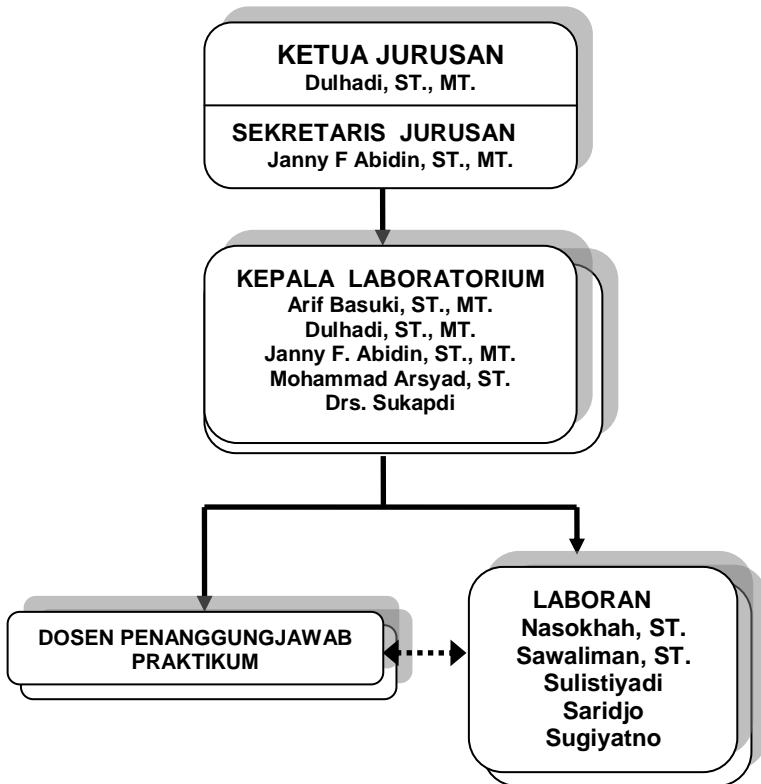 KETUA JURUSAN
Dulhadi, ST., MT.
SEKRETARIS JURUSAN
Janny F Abidin, ST., MT.
KEPALA LABORATORIUM
Arif Basuki, ST., MT.
Dulhadi, ST., MT.
Janny F. Abidin, ST., MT.
Mohammad Arsyad, ST.
Drs. Sukapdi
DOSEN PENANGGUNGJAWAB
PRAKTIKUM
LABORAN
Nasokhah, ST.
Sawaliman, ST.
Sulistiyadi
Saridjo
Sugiyatno